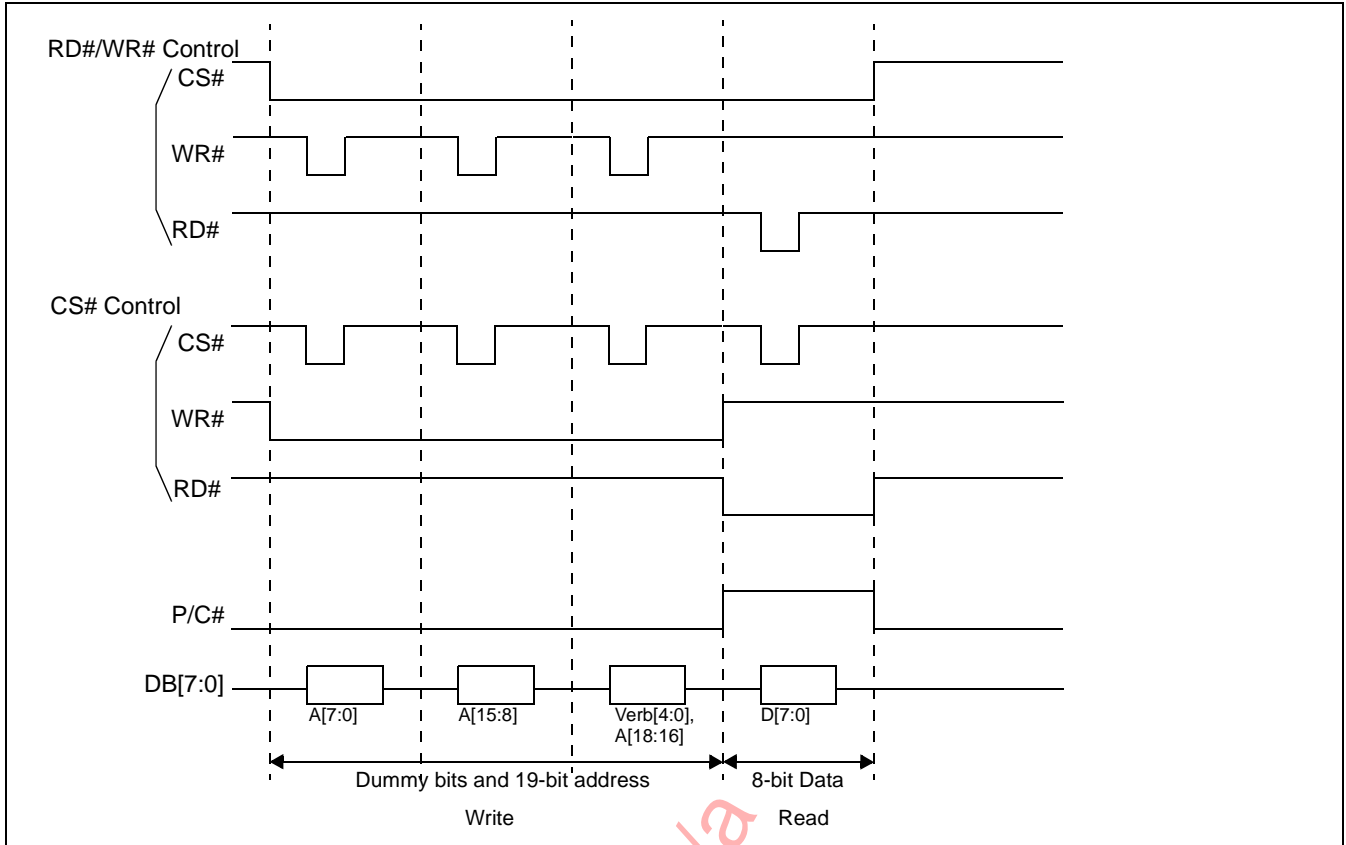 RD#/WR# Control
CS#
WR#
RD#
CS# Control
CS#
WR#
RD#
P/C#
DB[7:0]
A[7:0]
A[15:8]
Verb[4:0],
A[18:16]
D[7:0]
Dummy bits and 19-bit address
8-bit Data
Write
Read